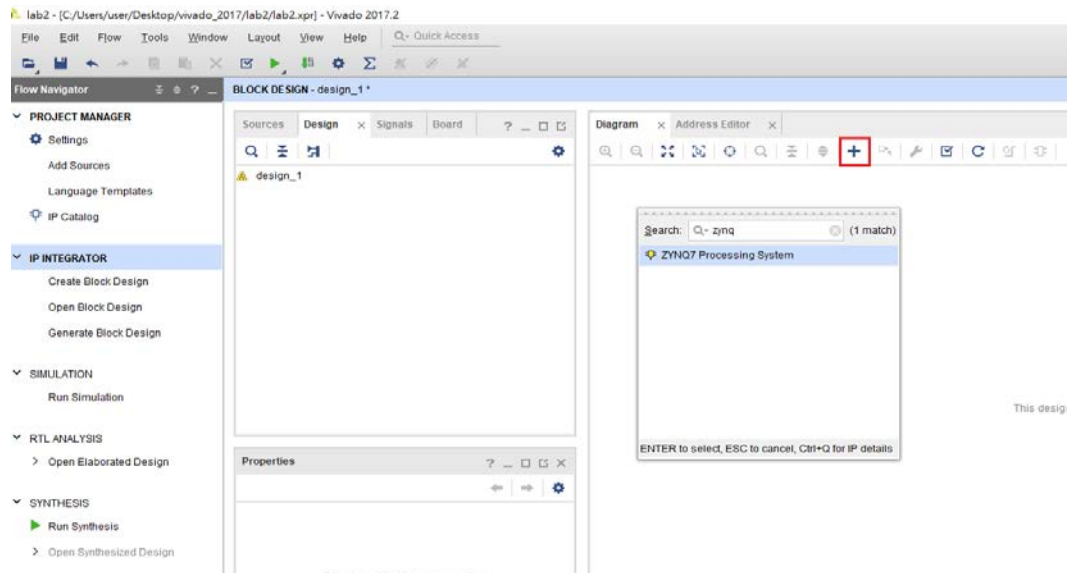 lab2 - [C:/Users/user/Desktop/vivado_2017/lab2/lab2.xpr] - Vivado 2017.2
File Edit Flow Tools Window Layout View Help Q- Quick Access
Flow Navigator
BLOCK DESIGN - design_1 *
PROJECT MANAGER
Settings
Add Sources
Language Templates
IP Catalog
IP INTEGRATOR
Create Block Design
Open Block Design
Generate Block Design
SIMULATION
Run Simulation
RTL ANALYSIS
Open Elaborated Design
SYNTHESIS
Run Synthesis
Open Synthesized Design
Sources Design Signals Board
design_1
Properties
Diagram Address Editor
Search: Q- zynq (1 match)
ZYNQ7 Processing System
ENTER to select, ESC to cancel, Ctrl+Q for IP details
This desig